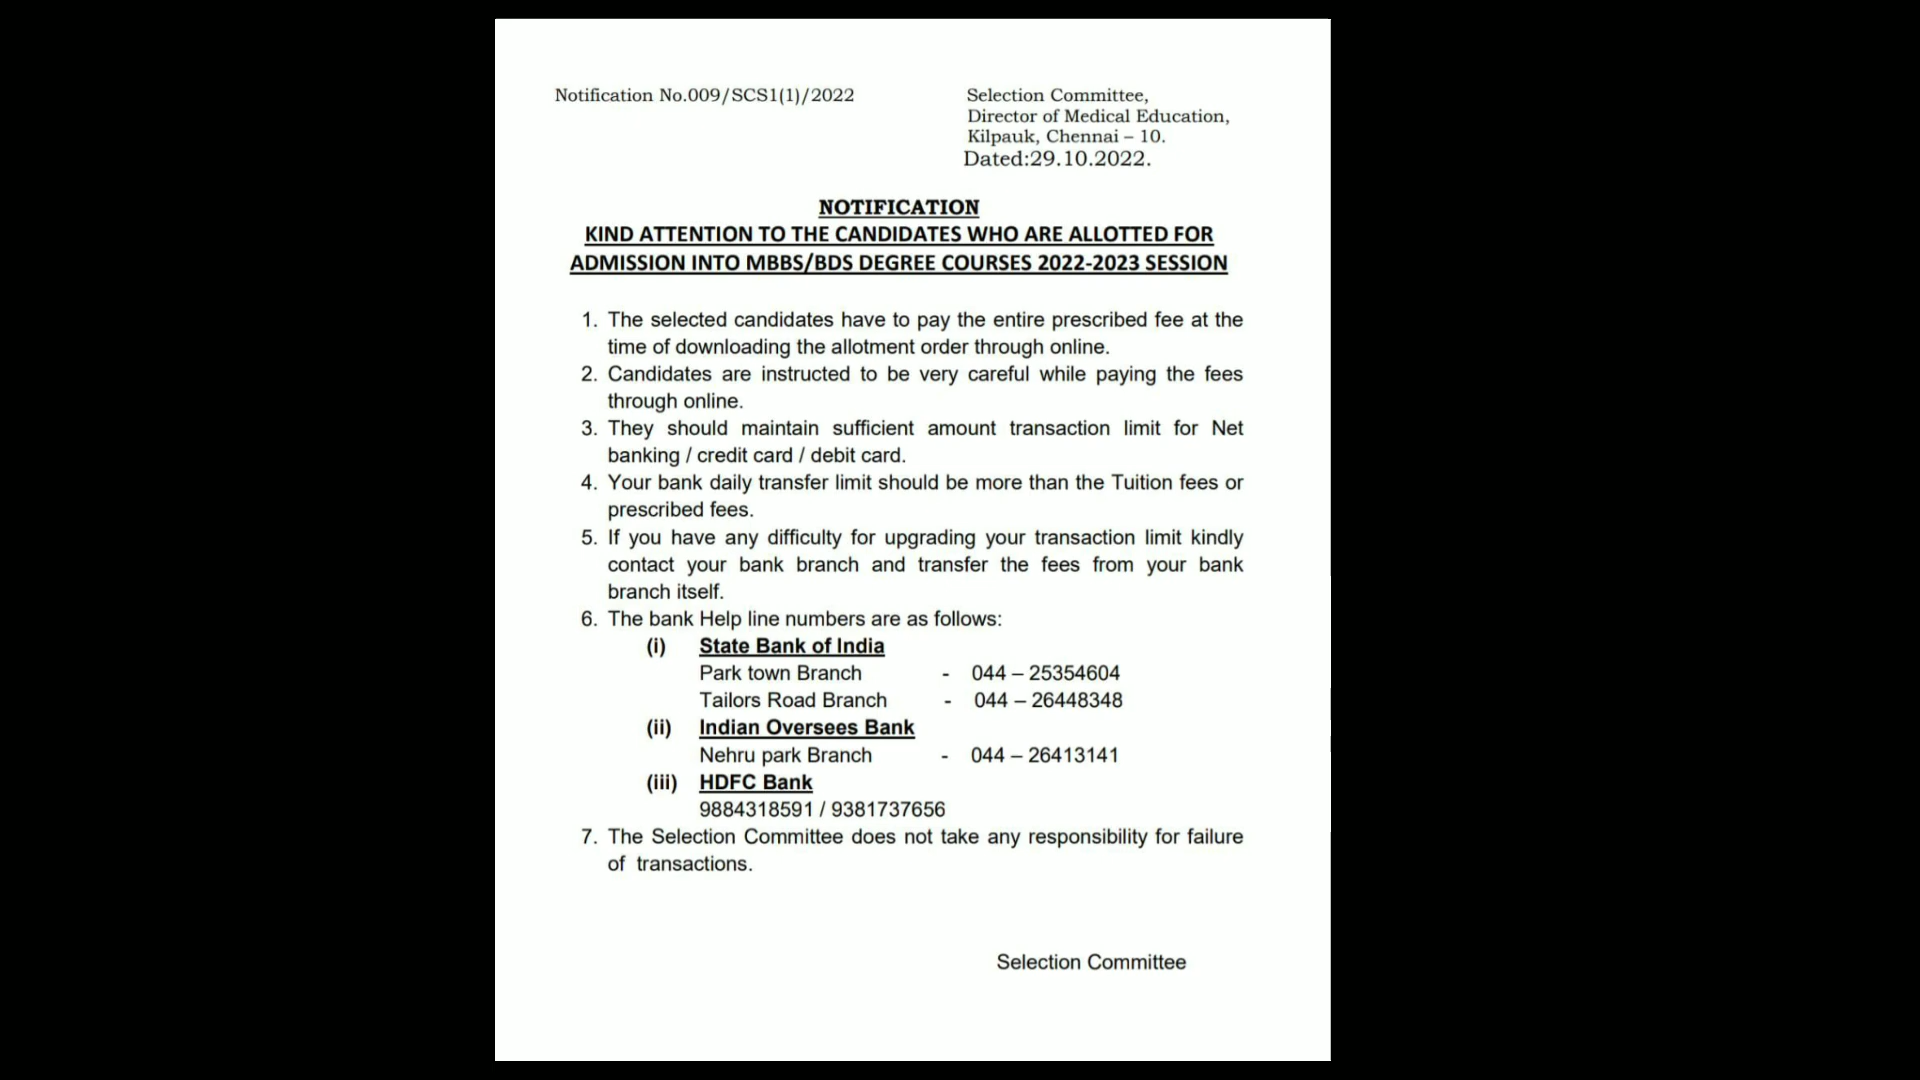 Notification No.009/SCS1(1)/2022
Selection Committee,
Director of Medical Education,
Kilpauk, Chennai – 10.
Dated:29.10.2022.
NOTIFICATION
KIND ATTENTION TO THE CANDIDATES WHO ARE ALLOTTED FOR
ADMISSION INTO MBBS/BDS DEGREE COURSES 2022-2023 SESSION
1. The selected candidates have to pay the entire prescribed fee at the
time of downloading the allotment order through online.
2. Candidates are instructed to be very careful while paying the fees
through online.
3. They should maintain sufficient amount transaction limit for Net
banking / credit card / debit card.
4. Your bank daily transfer limit should be more than the Tuition fees or
prescribed fees.
5. If you have any difficulty for upgrading your transaction limit kindly
contact your bank branch and transfer the fees from your bank
branch itself.
6. The bank Help line numbers are as follows:
(i) State Bank of India
Park town Branch - 044 – 25354604
Tailors Road Branch - 044 – 26448348
(ii) Indian Oversees Bank
Nehru park Branch - 044 – 26413141
(iii) HDFC Bank
9884318591 / 9381737656
7. The Selection Committee does not take any responsibility for failure
of transactions.
Selection Committee